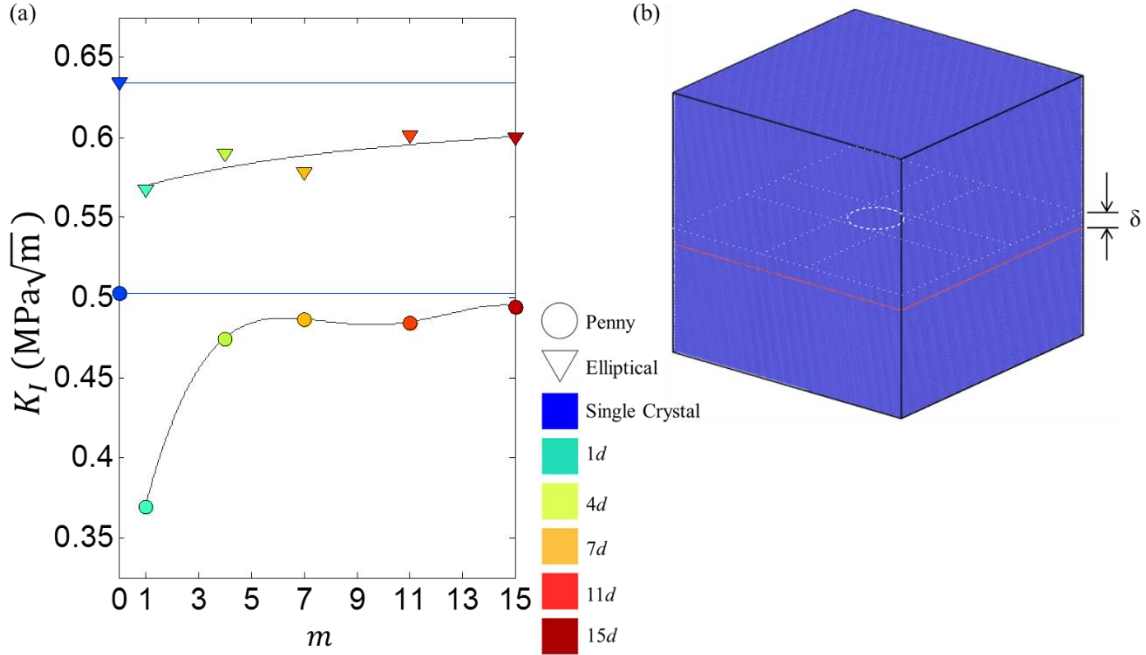 (a)
(b)
0.65
0.6
0.55
0.5
0.45
0.4
0.35
K_I (MPa√m)
0 1 3 5 7 9 11 13 15
m
Penny
Elliptical
Single Crystal
1d
4d
7d
11d
15d
δ